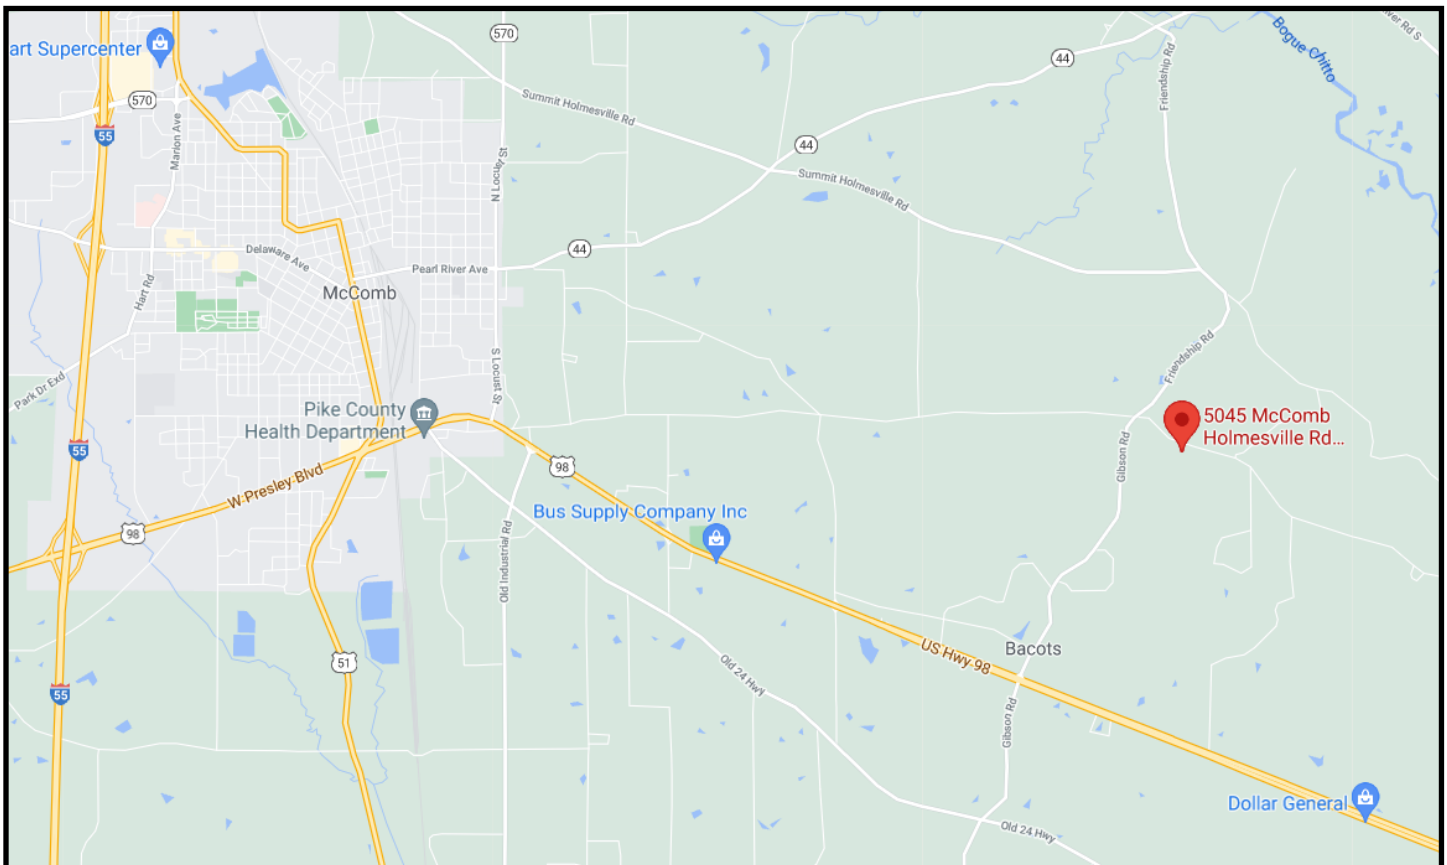 570
44
ver Rd S
Bogue Chitto
art Supercenter
570
Friendship Rd
Summit Holmesville Rd
55
Marion Ave
44
N Locust St
Summit Holmesville Rd
44
Delaware Ave
Pearl River Ave
Hart Rd
McComb
S Locust St
Friendship Rd
Park Dr Exd
Pike County
Health Department
5045 McComb
Holmesville Rd...
55
98
Gibson Rd
W Presley Blvd
Bus Supply Company Inc
98
Old Industrial Rd
Bacots
US Hwy 98
51
Old 24 Hwy
55
Gibson Rd
Dollar General
Old 24 Hwy